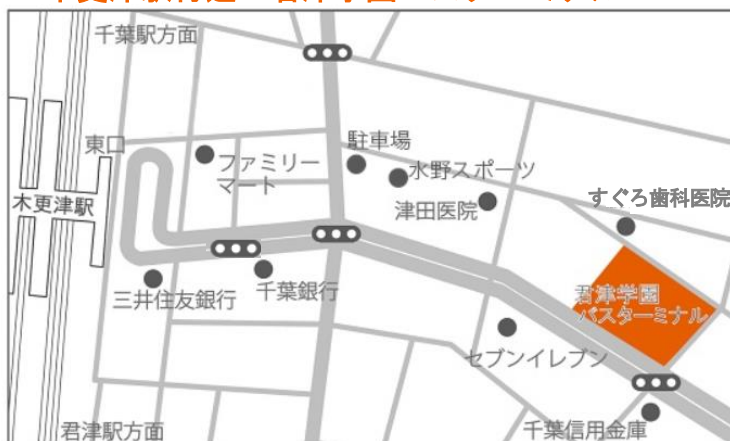 千葉駅方面
東口
駐車場
ファミリー
マート
水野スポーツ
すぐろ歯科医院
木更津駅
津田医院
三井住友銀行
千葉銀行
君津学園
バスターミナル
セブンイレブン
君津駅方面
千葉信用金庫